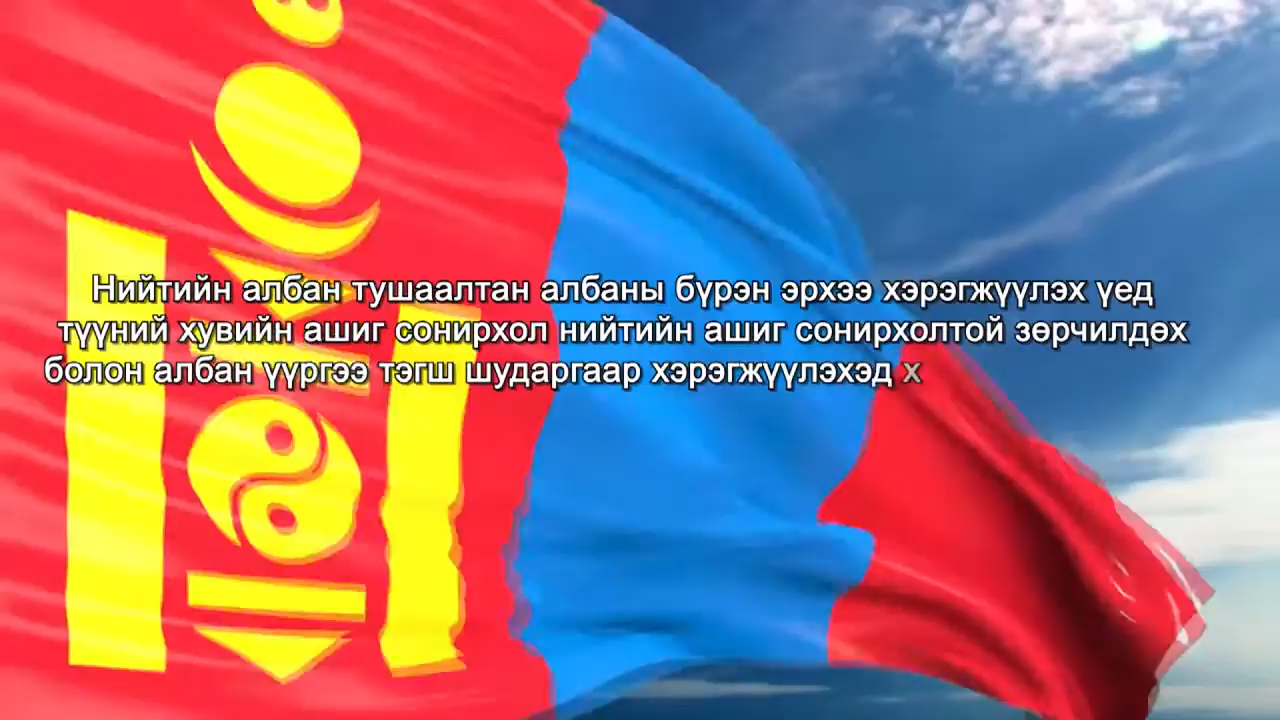 Нийтийн албан тушаалтан албаны бүрэн эрхээ хэрэгжүүлэх үед
түүний хувийн ашиг сонирхол нийтийн ашиг сонирхолтой зөрчилдөх
болон албан үүргээ тэгш шударгаар хэрэгжүүлэхэд х